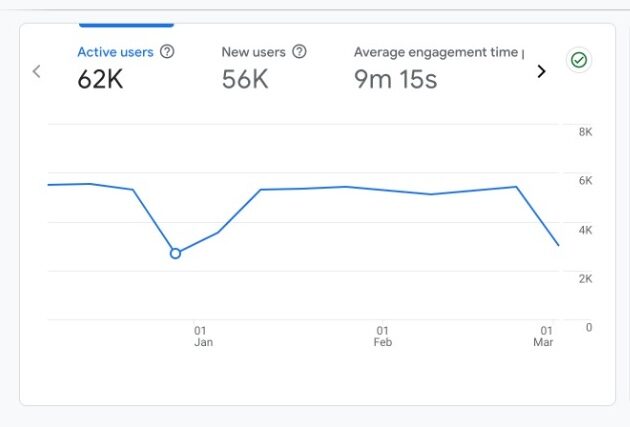 Active users
New users
Average engagement time
62K
56K
9m 15s
8K
6K
4K
2K
0
01 Jan
01 Feb
01 Mar